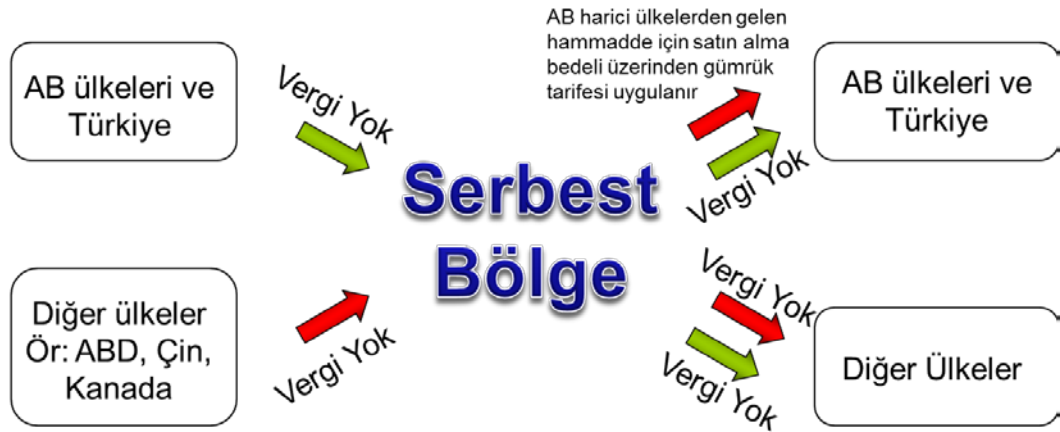 AB harici ülkelerden gelen
hammadde için satın alma
bedeli üzerinden gümrük
tarifesi uygulanır
AB ülkeleri ve
Türkiye
Vergi Yok
AB ülkeleri ve
Türkiye
Vergi Yok
Serbest
Bölge
Diğer ülkeler
Ör: ABD, Çin,
Kanada
Vergi Yok
Vergi Yok
Vergi Yok
Diğer Ülkeler